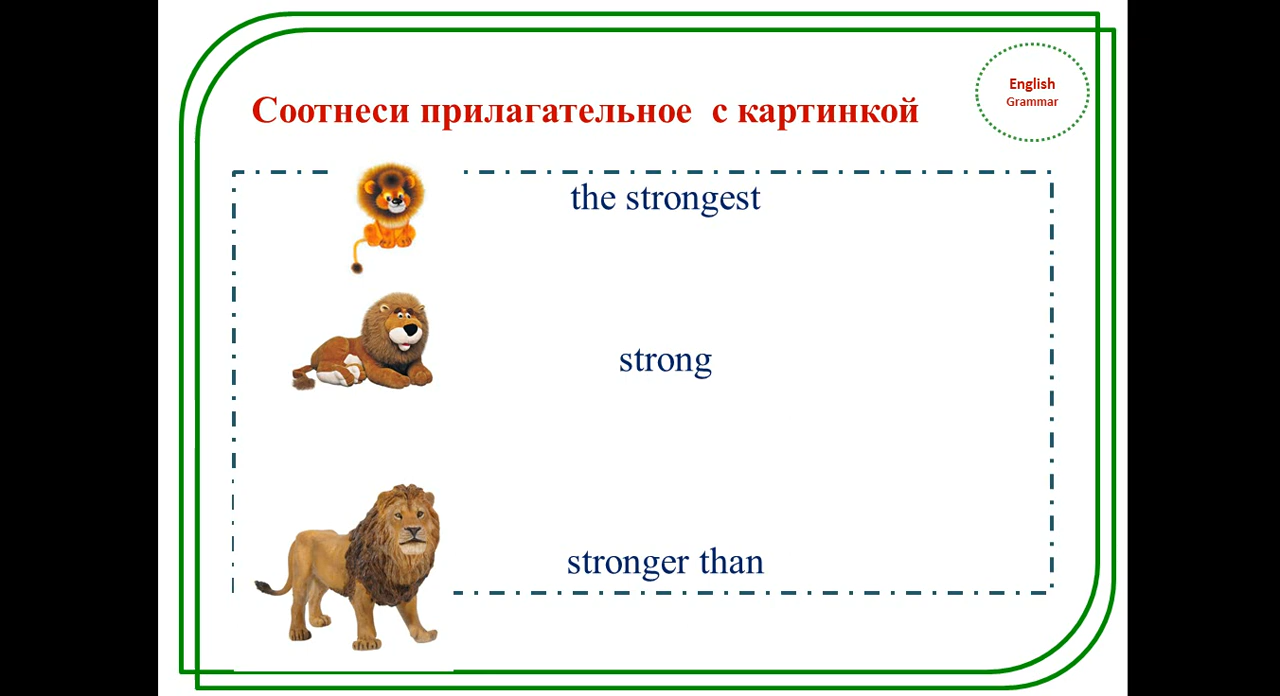 English
Grammar
Соотнеси прилагательное с картинкой
the strongest
strong
stronger than